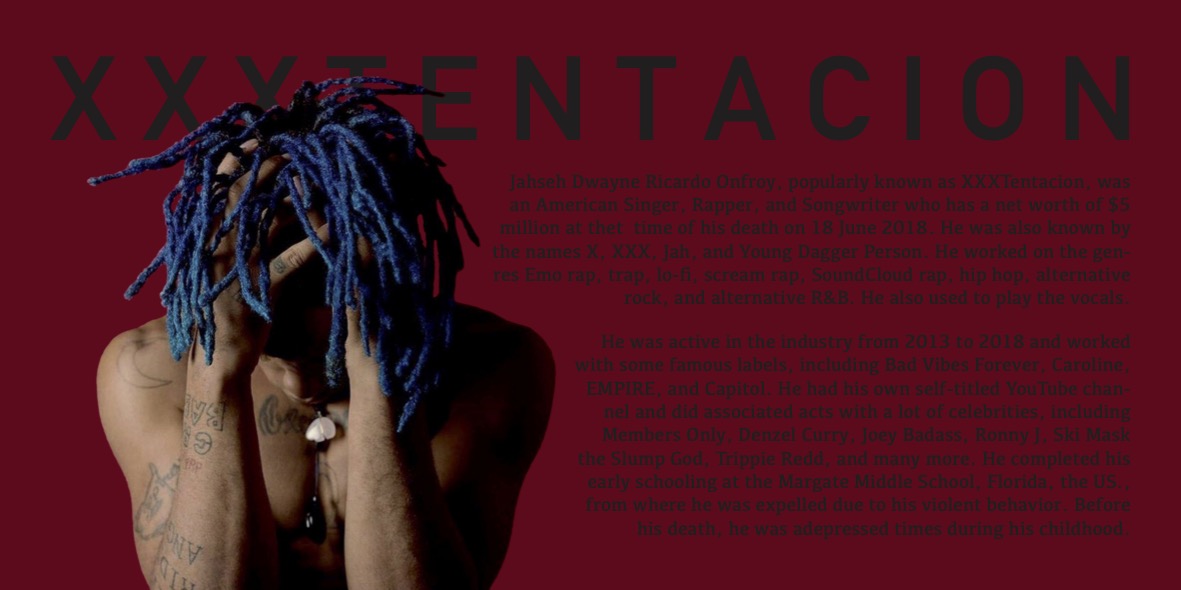 XXXTENTACION
Jahseh Dwayne Ricardo Onfroy, popularly known as XXXTentacion, was
an American Singer, Rapper, and Songwriter who has a net worth of $5
million at thet time of his death on 18 June 2018. He was also known by
the names X, XXX, Jah, and Young Dagger Person. He worked on the gen-
res Emo rap, trap, lo-fi, scream rap, SoundCloud rap, hip hop, alternative
rock, and alternative R&B. He also used to play the vocals.
He was active in the industry from 2013 to 2018 and worked
with some famous labels, including Bad Vibes Forever, Caroline,
EMPIRE, and Capitol. He had his own self-titled YouTube chan-
nel and did associated acts with a lot of celebrities, including
Members Only, Denzel Curry, Joey Badass, Ronny J, Ski Mask
the Slump God, Trippie Redd, and many more. He completed his
early schooling at the Margate Middle School, Florida, the US.,
from where he was expelled due to his violent behavior. Before
his death, he was adepressed times during his childhood.